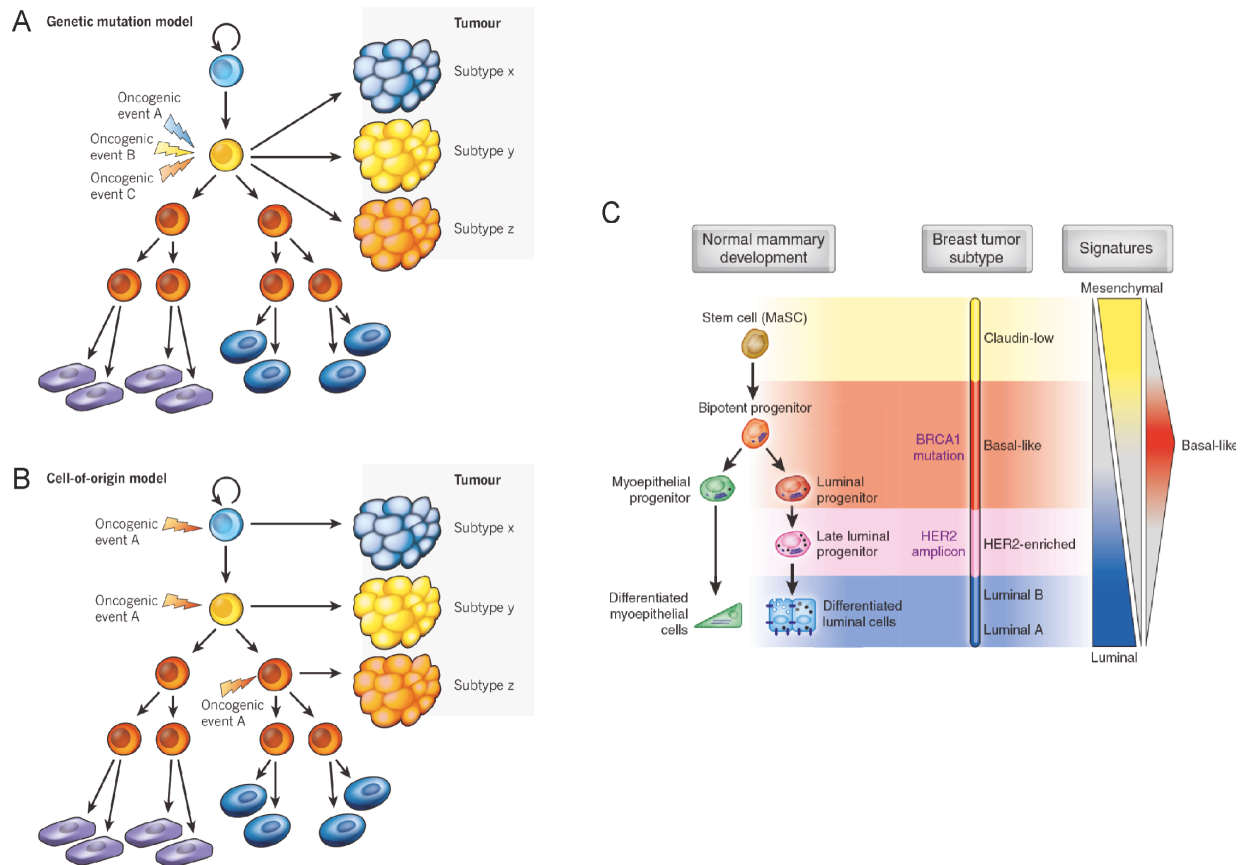 A
Genetic mutation model
Tumour
Subtype x
Oncogenic
event A
Oncogenic
event B
Oncogenic
event C
Subtype y
Subtype z
B
Cell-of-origin model
Tumour
Oncogenic
event A
Subtype x
Oncogenic
event A
Subtype y
Oncogenic
event A
Subtype z
C
Normal mammary
development
Breast tumor
subtype
Signatures
Mesenchymal
Stem cell (MaSC)
Claudin-low
Bipotent progenitor
BRCA1
mutation
Basal-like
Basal-like
Myoepithelial
progenitor
Luminal
progenitor
Late luminal
progenitor
HER2
amplicon
HER2-enriched
Differentiated
myoepithelial
cells
Differentiated
luminal cells
Luminal B
Luminal A
Luminal